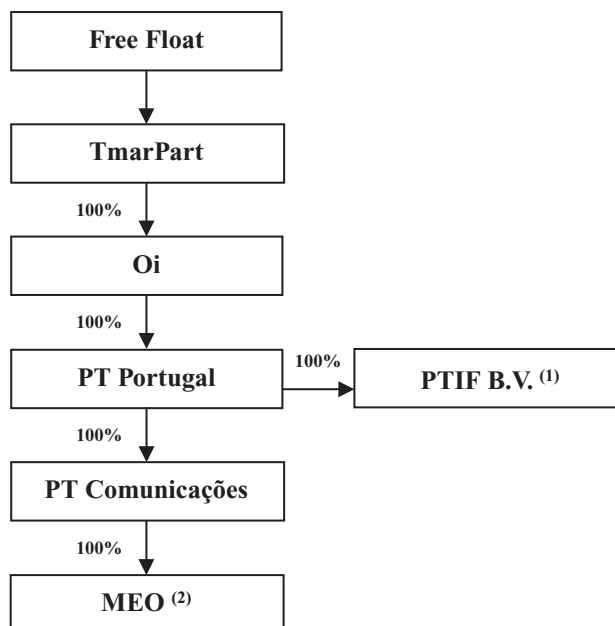 Free Float
TmarPart
100%
Oi
100%
PT Portugal
100%
PTIF B.V. (1)
100%
PT Comunicações
100%
MEO (2)